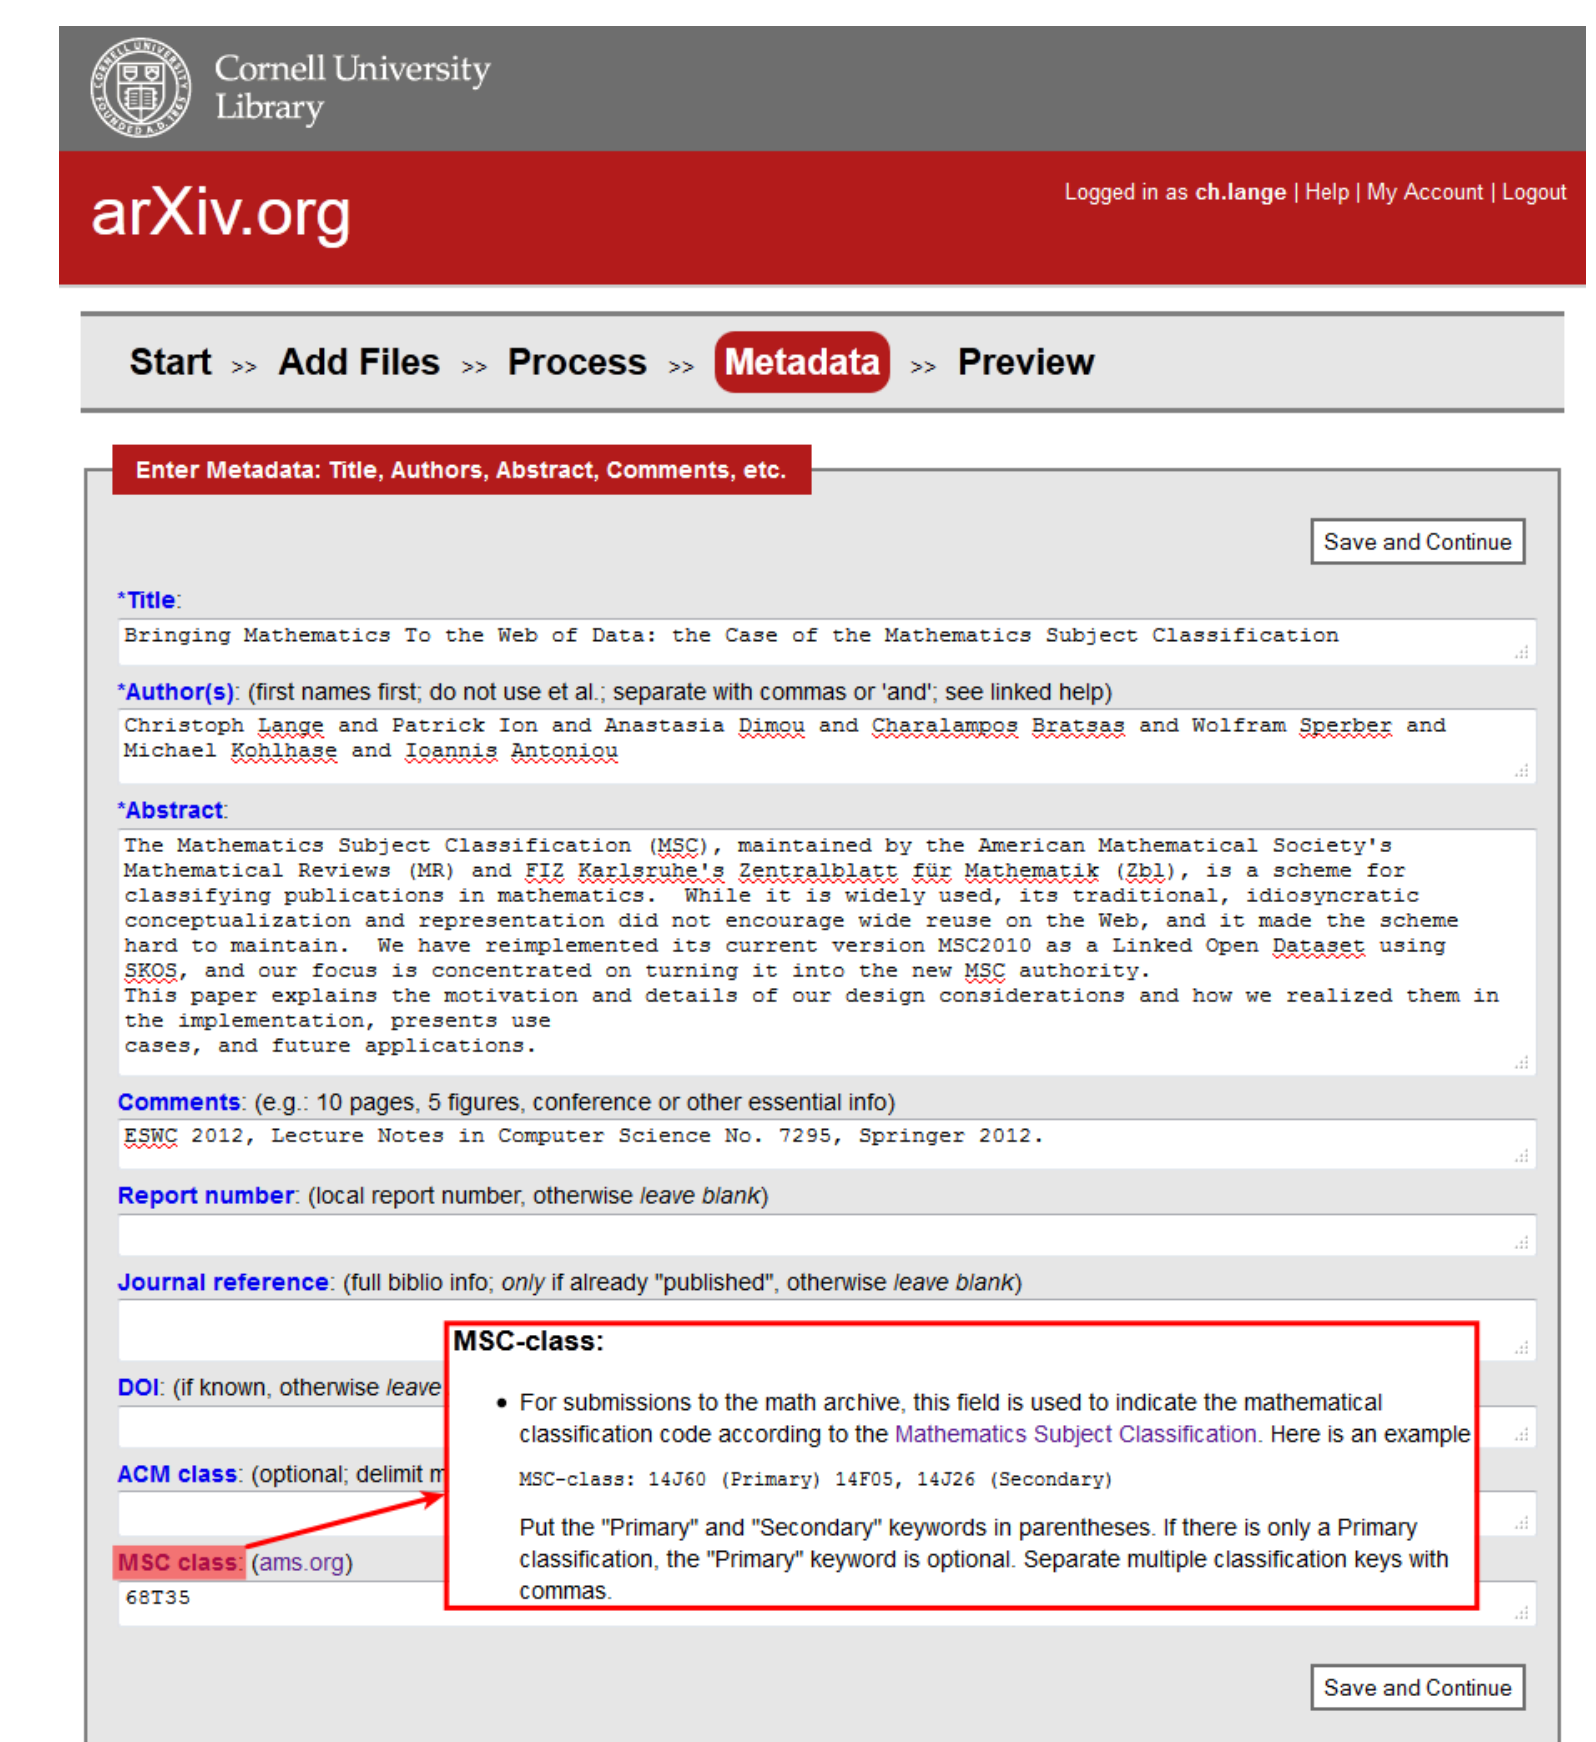 CORNELL UNIVERSITY FOUNDED A.D. 1865
Cornell University
Library
arXiv.org
Logged in as ch.lange | Help | My Account | Logout
Start >> Add Files >> Process >> Metadata >> Preview
Enter Metadata: Title, Authors, Abstract, Comments, etc.
Save and Continue
*Title:
Bringing Mathematics To the Web of Data: the Case of the Mathematics Subject Classification
*Author(s): (first names first; do not use et al.; separate with commas or 'and'; see linked help)
Christoph Lange and Patrick Ion and Anastasia Dimou and Charalampos Bratsas and Wolfram Sperber and
Michael Kohlhase and Ioannis Antoniou
*Abstract:
The Mathematics Subject Classification (MSC), maintained by the American Mathematical Society's
Mathematical Reviews (MR) and FIZ Karlsruhe's Zentralblatt für Mathematik (Zbl), is a scheme for
classifying publications in mathematics.  While it is widely used, its traditional, idiosyncratic
conceptualization and representation did not encourage wide reuse on the Web, and it made the scheme
hard to maintain.  We have reimplemented its current version MSC2010 as a Linked Open Dataset using
SKOS, and our focus is concentrated on turning it into the new MSC authority.
This paper explains the motivation and details of our design considerations and how we realized them in
the implementation, presents use
cases, and future applications.
Comments: (e.g.: 10 pages, 5 figures, conference or other essential info)
ESWC 2012, Lecture Notes in Computer Science No. 7295, Springer 2012.
Report number: (local report number, otherwise leave blank)
Journal reference: (full biblio info; only if already "published", otherwise leave blank)
DOI: (if known, otherwise leave
ACM class: (optional; delimit m
MSC class: (ams.org)
68T35
MSC-class:
• For submissions to the math archive, this field is used to indicate the mathematical
classification code according to the Mathematics Subject Classification. Here is an example
MSC-class: 14J60 (Primary) 14F05, 14J26 (Secondary)
Put the "Primary" and "Secondary" keywords in parentheses. If there is only a Primary
classification, the "Primary" keyword is optional. Separate multiple classification keys with
commas.
Save and Continue